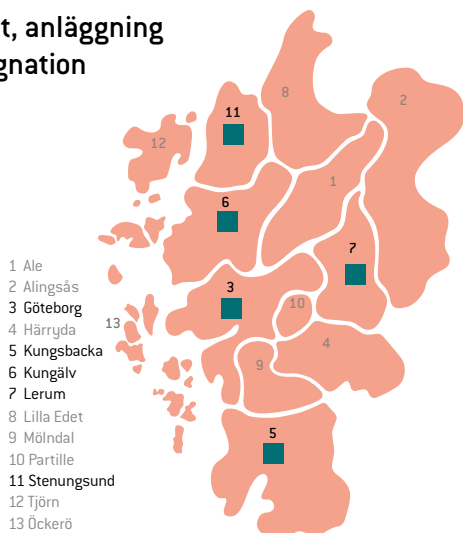 t, anläggning
gnation
11
8
2
12
1
6
7
3
10
13
4
9
5
1 Ale
2 Alingsås
3 Göteborg
4 Härryda
5 Kungsbacka
6 Kungälv
7 Lerum
8 Lilla Edet
9 Mölndal
10 Partille
11 Stenungsund
12 Tjörn
13 Öckerö